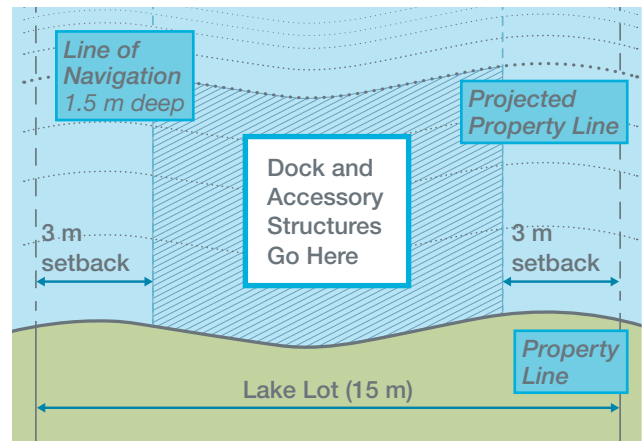 Line of
Navigation
1.5 m deep
Projected
Property Line
Dock and
Accessory
Structures
Go Here
3 m
setback
3 m
setback
Property
Line
Lake Lot (15 m)